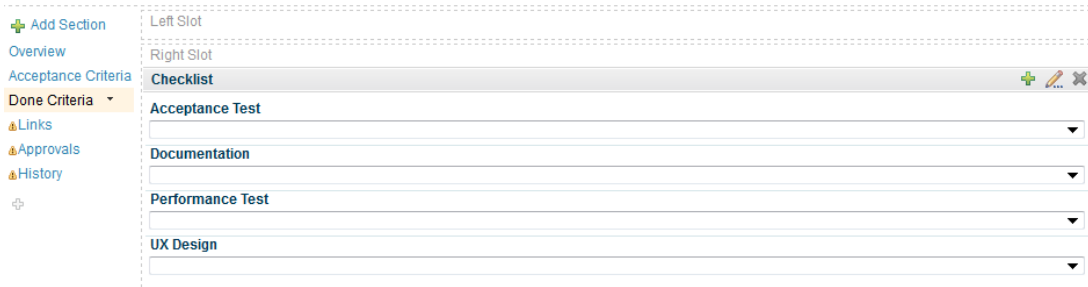 Add Section
Overview
Acceptance Criteria
Done Criteria
Links
Approvals
History
Left Slot
Right Slot
Checklist
Acceptance Test
Documentation
Performance Test
UX Design